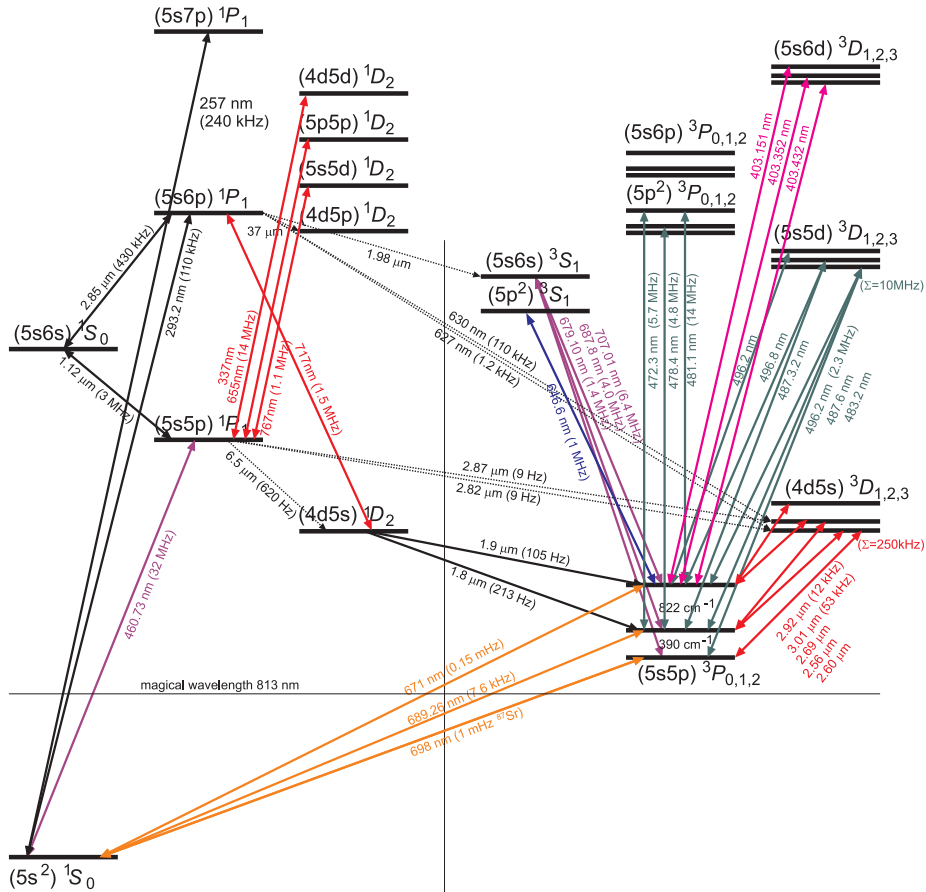 (5s7p) ¹P₁
257 nm
(240 kHz)
(4d5d) ¹D₂
(5p5p) ¹D₂
(5s5d) ¹D₂
(4d5p) ¹D₂
(5s6p) ¹P₁
37 µm
1.98 µm
2.85 µm (430 kHz)
293.2 nm (110 kHz)
(5s6s) ¹S₀
1.12 µm (3 MHz)
337nm
655nm (14 MHz)
767nm (1.1 MHz)
717nm (1.5 MHz)
(5s5p) ¹P₁
6.5 µm (620 Hz)
(4d5s) ¹D₂
460.73 nm (32 MHz)
630 nm (110 kHz)
627 nm (1.2 kHz)
2.87 µm (9 Hz)
2.82 µm (9 Hz)
1.9 µm (105 Hz)
1.8 µm (213 Hz)
(5s6s) ³S₁
(5p²) ³S₁
646.6 nm (1 MHz)
679.10 nm (1.4 MHz)
687.8 nm (4.0 MHz)
707.01 nm (6.4 MHz)
(5s6p) ³P₀,₁,₂
(5p²) ³P₀,₁,₂
472.3 nm (5.7 MHz)
478.4 nm (4.8 MHz)
481.1 nm (14 MHz)
(5s6d) ³D₁,₂,₃
403.151 nm
403.352 nm
403.432 nm
(5s5d) ³D₁,₂,₃
(Σ=10MHz)
496.2 nm
496.8 nm
487.3.2 nm
496.2 nm (2.3 MHz)
487.6 nm
483.2 nm
(4d5s) ³D₁,₂,₃
(Σ=250kHz)
2.92 µm (12 kHz)
3.01 µm (53 kHz)
2.69 µm
2.56 µm
2.60 µm
822 cm⁻¹
390 cm⁻¹
(5s5p) ³P₀,₁,₂
magical wavelength 813 nm
671 nm (0.15 mHz)
689.26 nm (7.6 kHz)
698 nm (1 mHz ⁸⁷Sr)
(5s²) ¹S₀